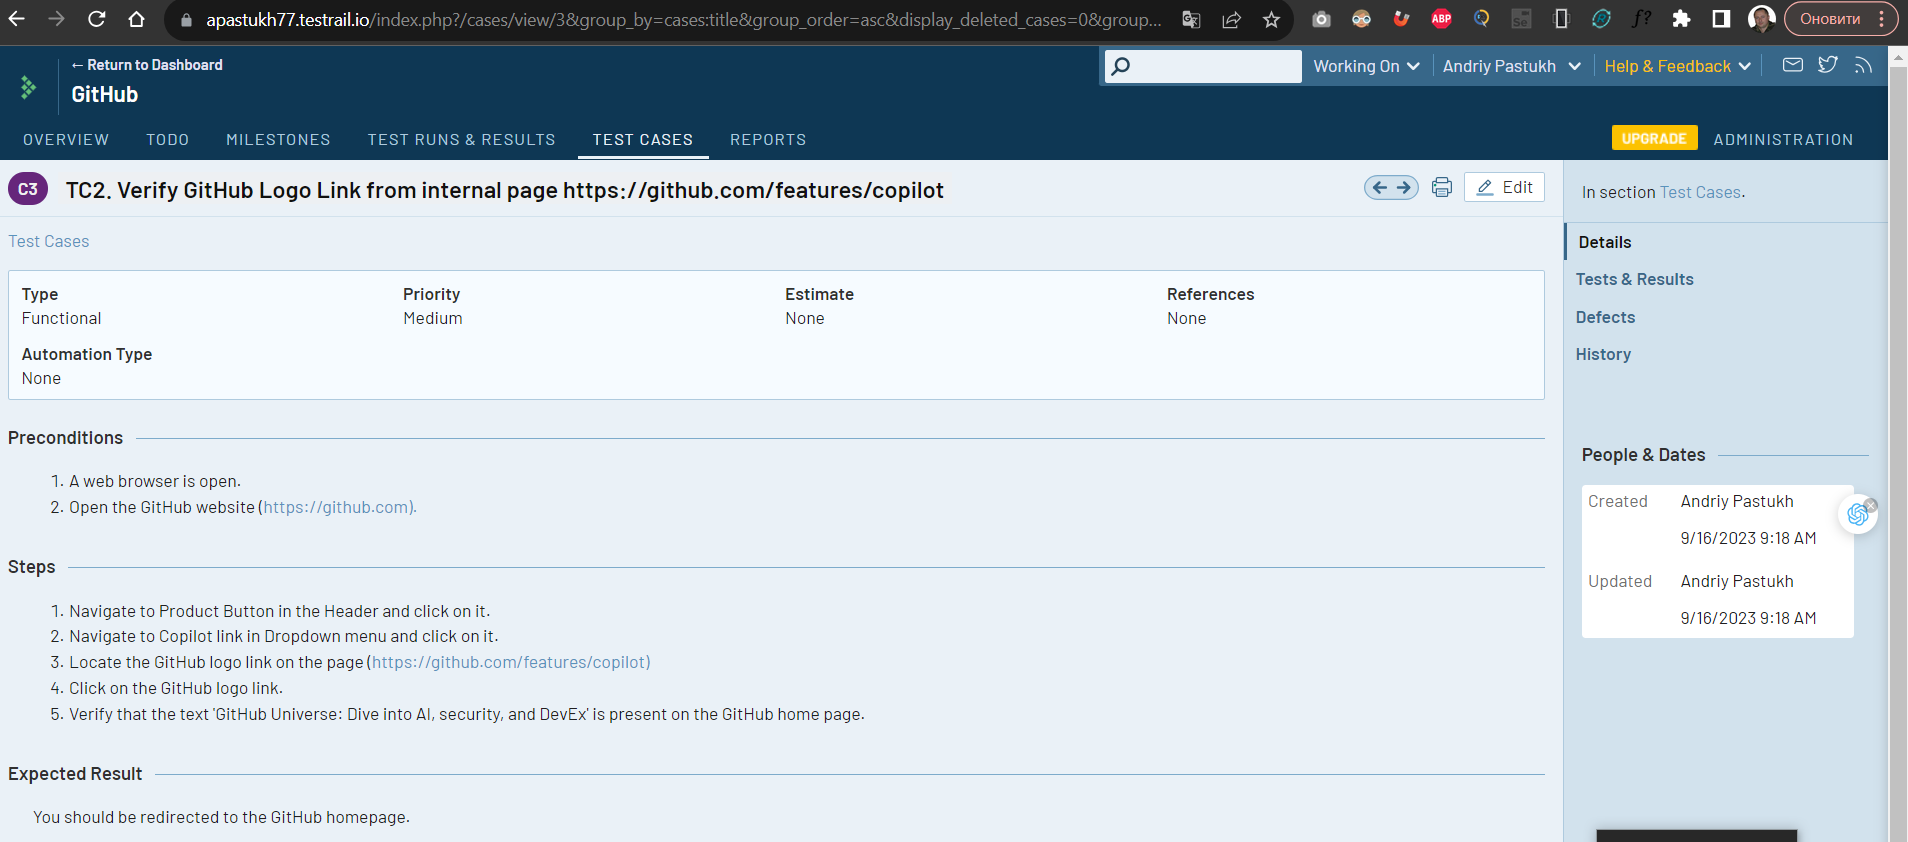 apastukh77.testrail.io/index.php?/cases/view/3&group_by=cases:title&group_order=asc&display_deleted_cases=0&group...
ABP
Se
f?
Оновити
← Return to Dashboard
GitHub
Working On
Andriy Pastukh
Help & Feedback
OVERVIEW
TODO
MILESTONES
TEST RUNS & RESULTS
TEST CASES
REPORTS
UPGRADE
ADMINISTRATION
C3
TC2. Verify GitHub Logo Link from internal page https://github.com/features/copilot
Edit
In section Test Cases.
Test Cases
Details
Tests & Results
Defects
History
Type
Functional
Priority
Medium
Estimate
None
References
None
Automation Type
None
Preconditions
1. A web browser is open.
2. Open the GitHub website (https://github.com).
Steps
1. Navigate to Product Button in the Header and click on it.
2. Navigate to Copilot link in Dropdown menu and click on it.
3. Locate the GitHub logo link on the page (https://github.com/features/copilot)
4. Click on the GitHub logo link.
5. Verify that the text 'GitHub Universe: Dive into AI, security, and DevEx' is present on the GitHub home page.
Expected Result
You should be redirected to the GitHub homepage.
People & Dates
Created
Andriy Pastukh
9/16/2023 9:18 AM
Updated
Andriy Pastukh
9/16/2023 9:18 AM